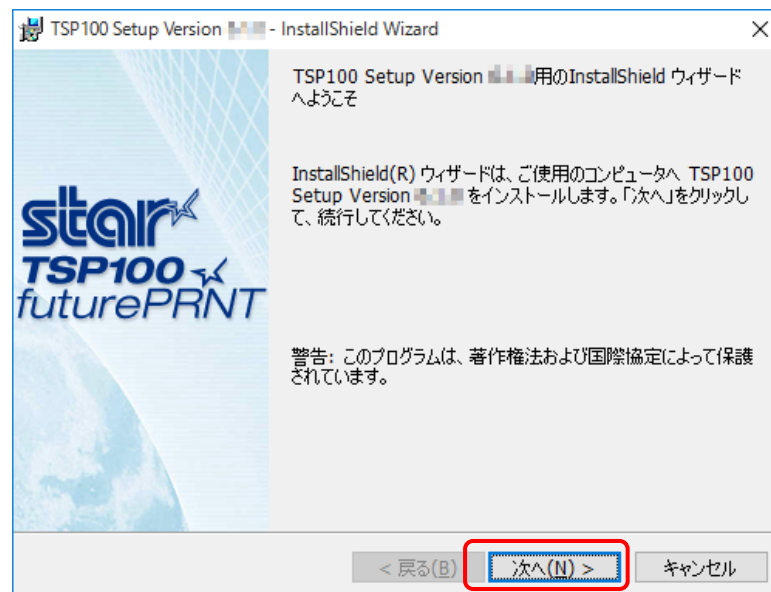 TSP100 Setup Version - InstallShield Wizard
TSP100 Setup Version 用のInstallShield ウィザード
へようこそ
InstallShield(R) ウィザードは、ご使用のコンピュータへ TSP100
Setup Version をインストールします。「次へ」をクリックし
て、続行してください。
star
TSP100
futurePRNT
警告: このプログラムは、著作権法および国際協定によって保護
されています。
< 戻る(B)
次へ(N) >
キャンセル